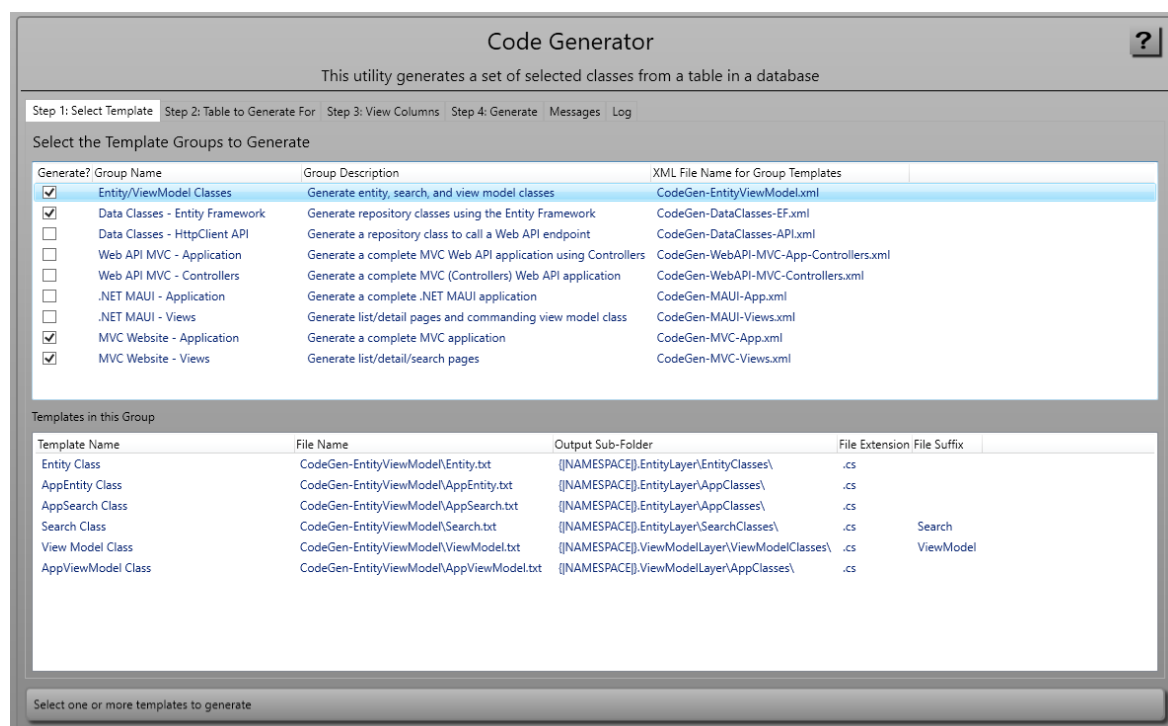 Code Generator
?
This utility generates a set of selected classes from a table in a database
Step 1: Select Template Step 2: Table to Generate For Step 3: View Columns Step 4: Generate Messages Log
Select the Template Groups to Generate
Generate? Group Name Group Description XML File Name for Group Templates
Entity/ViewModel Classes Generate entity, search, and view model classes CodeGen-EntityViewModel.xml
Data Classes - Entity Framework Generate repository classes using the Entity Framework CodeGen-DataClasses-EF.xml
Data Classes - HttpClient API Generate a repository class to call a Web API endpoint CodeGen-DataClasses-API.xml
Web API MVC - Application Generate a complete MVC Web API application using Controllers CodeGen-WebAPI-MVC-App-Controllers.xml
Web API MVC - Controllers Generate a complete MVC (Controllers) Web API application CodeGen-WebAPI-MVC-Controllers.xml
.NET MAUI - Application Generate a complete .NET MAUI application CodeGen-MAUI-App.xml
.NET MAUI - Views Generate list/detail pages and commanding view model class CodeGen-MAUI-Views.xml
MVC Website - Application Generate a complete MVC application CodeGen-MVC-App.xml
MVC Website - Views Generate list/detail/search pages CodeGen-MVC-Views.xml
Templates in this Group
Template Name File Name Output Sub-Folder File Extension File Suffix
Entity Class CodeGen-EntityViewModel\Entity.txt {|NAMESPACE|}.EntityLayer\EntityClasses\ .cs
AppEntity Class CodeGen-EntityViewModel\AppEntity.txt {|NAMESPACE|}.EntityLayer\AppClasses\ .cs
AppSearch Class CodeGen-EntityViewModel\AppSearch.txt {|NAMESPACE|}.EntityLayer\AppClasses\ .cs
Search Class CodeGen-EntityViewModel\Search.txt {|NAMESPACE|}.EntityLayer\SearchClasses\ .cs Search
View Model Class CodeGen-EntityViewModel\ViewModel.txt {|NAMESPACE|}.ViewModelLayer\ViewModelClasses\ .cs ViewModel
AppViewModel Class CodeGen-EntityViewModel\AppViewModel.txt {|NAMESPACE|}.ViewModelLayer\AppClasses\ .cs
Select one or more templates to generate